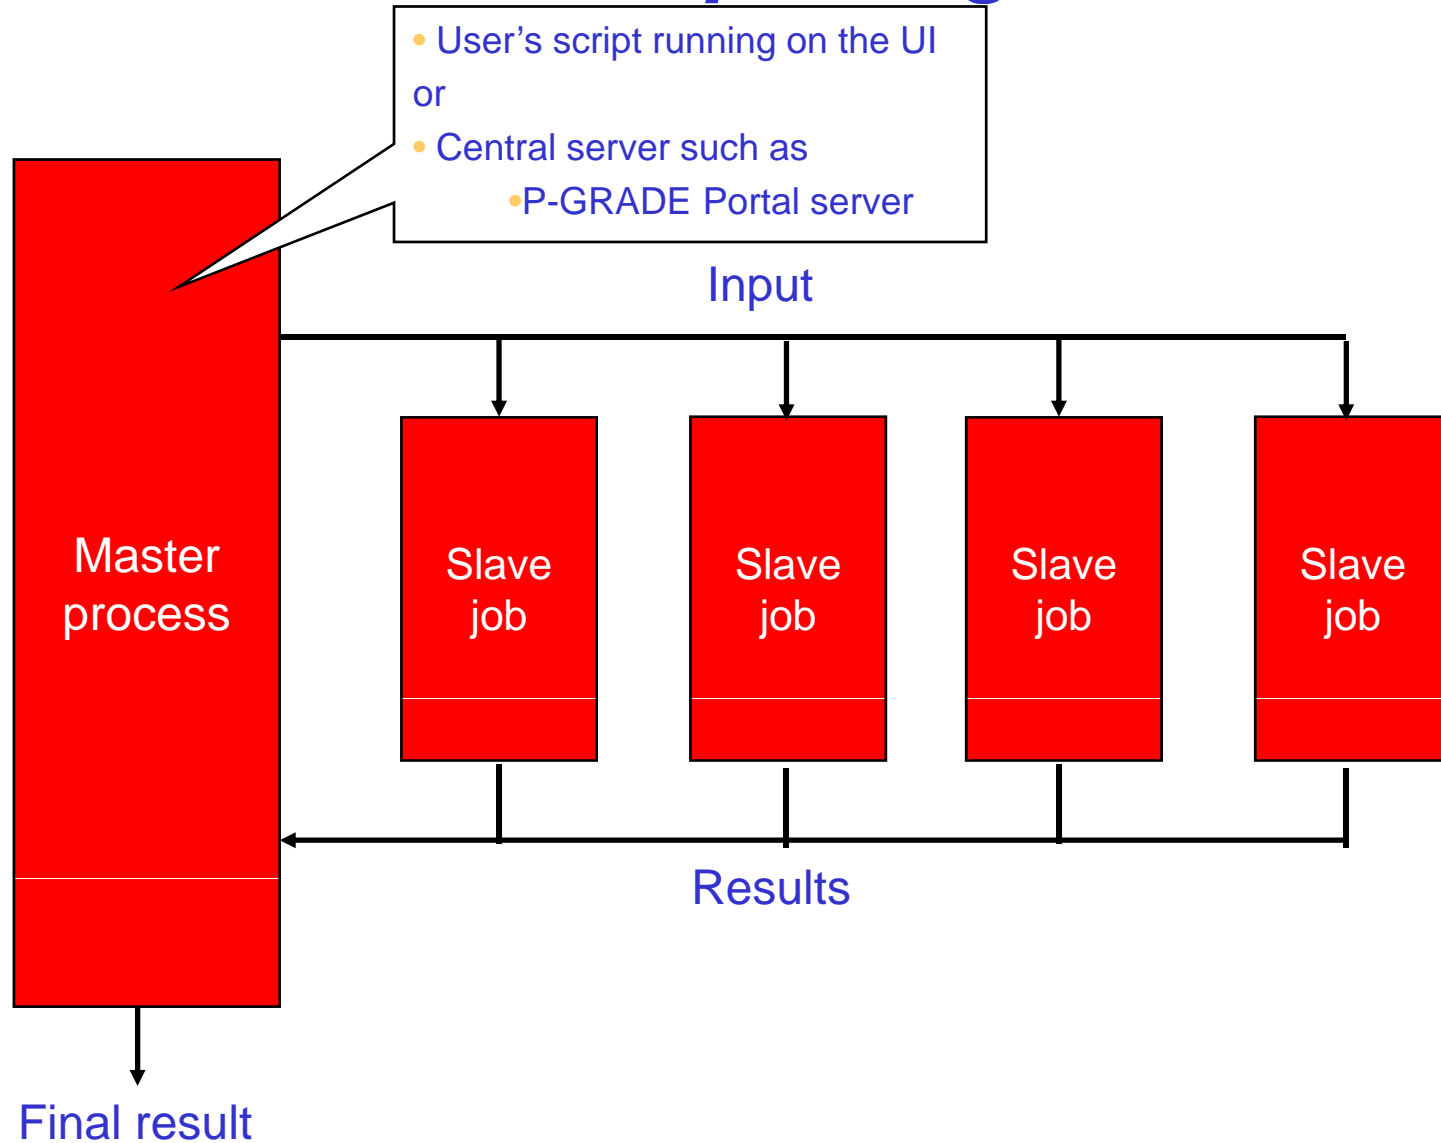 • User’s script running on the UI
or
• Central server such as
•P-GRADE Portal server
Input
Master
process
Slave
job
Slave
job
Slave
job
Slave
job
Results
Final result